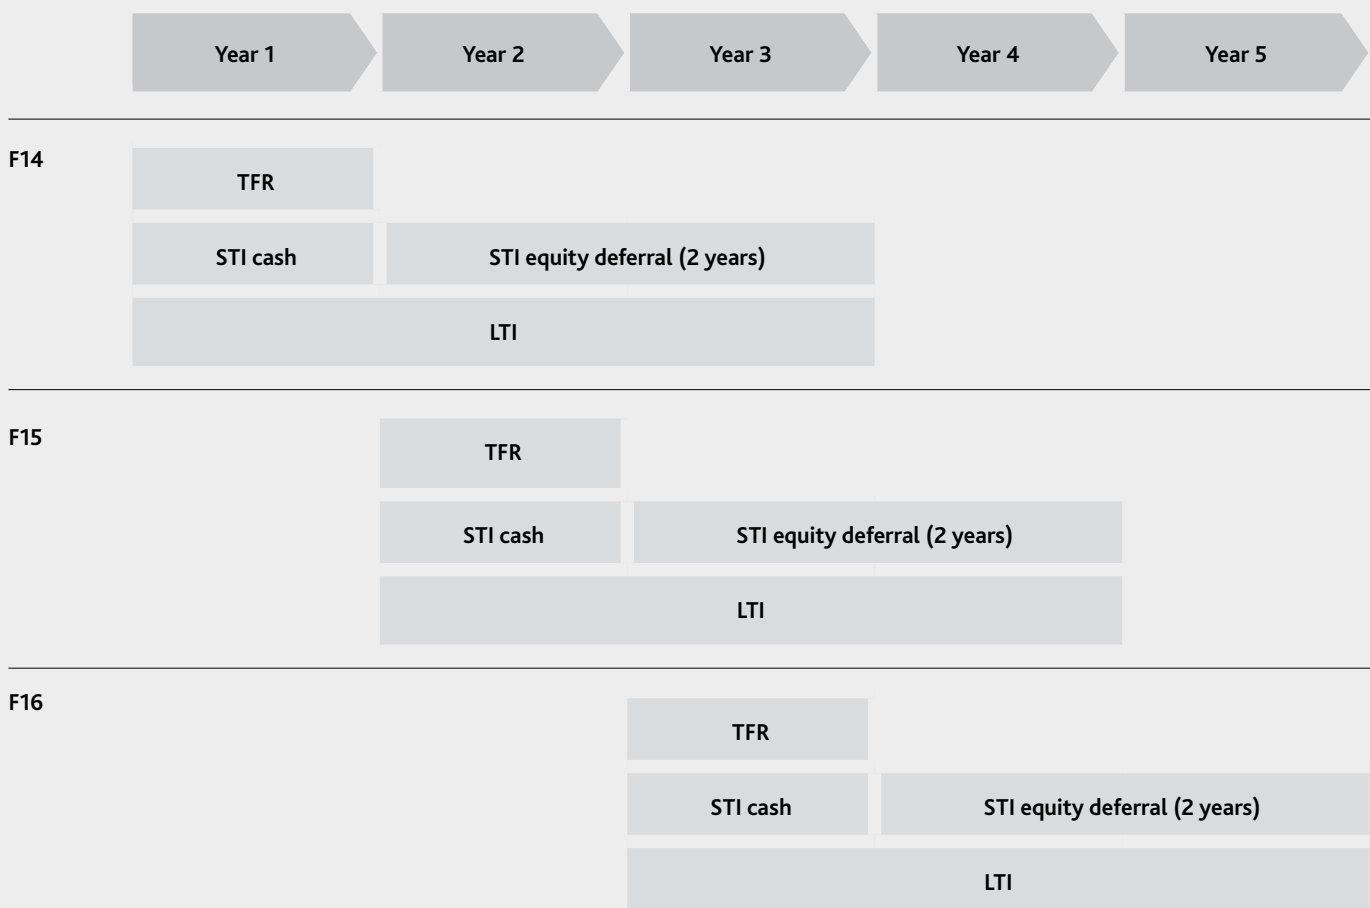 Year 1 Year 2 Year 3 Year 4 Year 5
F14
TFR
STI cash STI equity deferral (2 years)
LTI
F15
TFR
STI cash STI equity deferral (2 years)
LTI
F16
TFR
STI cash STI equity deferral (2 years)
LTI